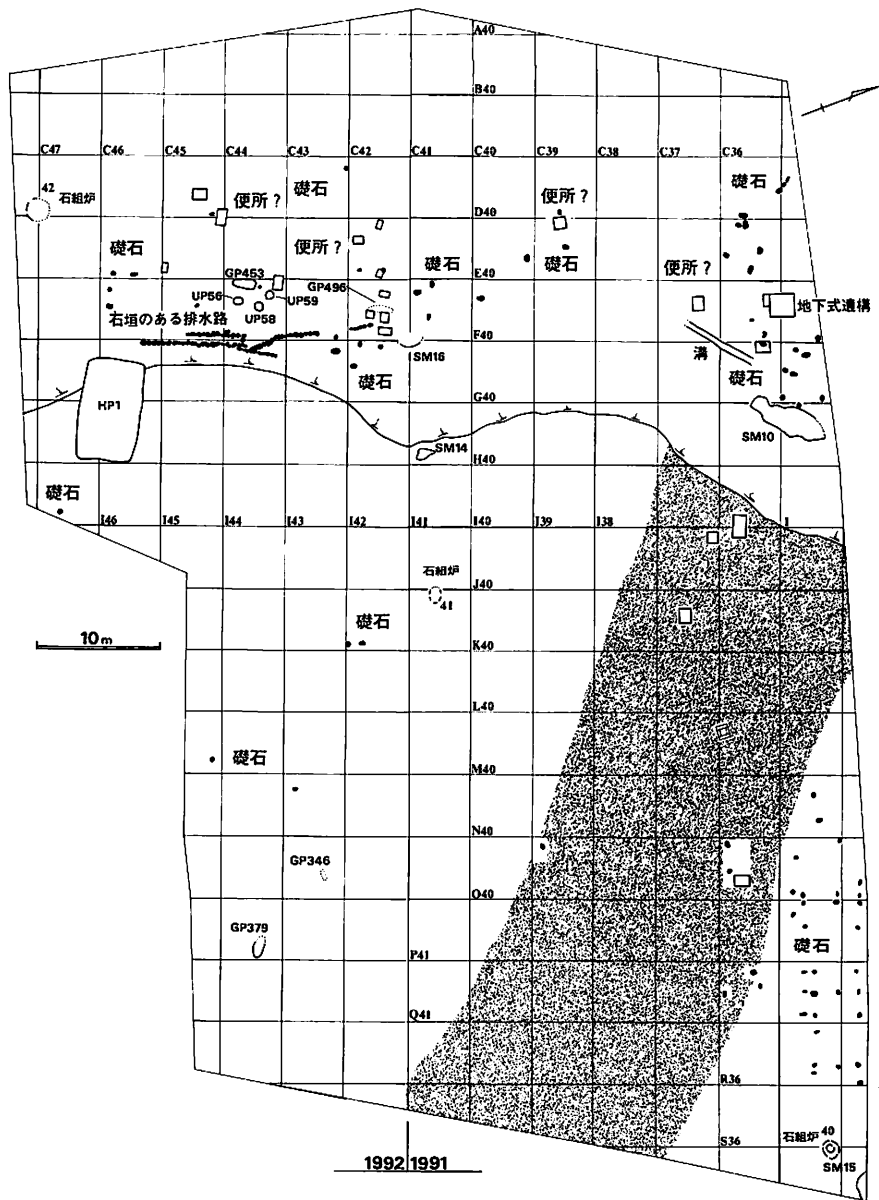 A40
B40
C47 C46 C45 C44 C43 C42 C41 C40 C39 C38 C37 C36
42 石組炉
便所？
礎石
便所？
礎石
D40
礎石
便所？
礎石
E40
礎石
便所？
GP453
GP496
UP56
UP59
UP58
地下式遺構
石垣のある排水路
F40
SM16
溝
礎石
礎石
HP1
G40
SM10
SM14
H40
礎石
I46 I45 I44 I43 I42 I41 I40 I39 I38 I
石組炉
41
J40
礎石
10m
K40
L40
礎石
M40
N40
GP346
O40
GP379
礎石
P41
Q41
R36
石組炉 40
S36
SM15
1992 1991